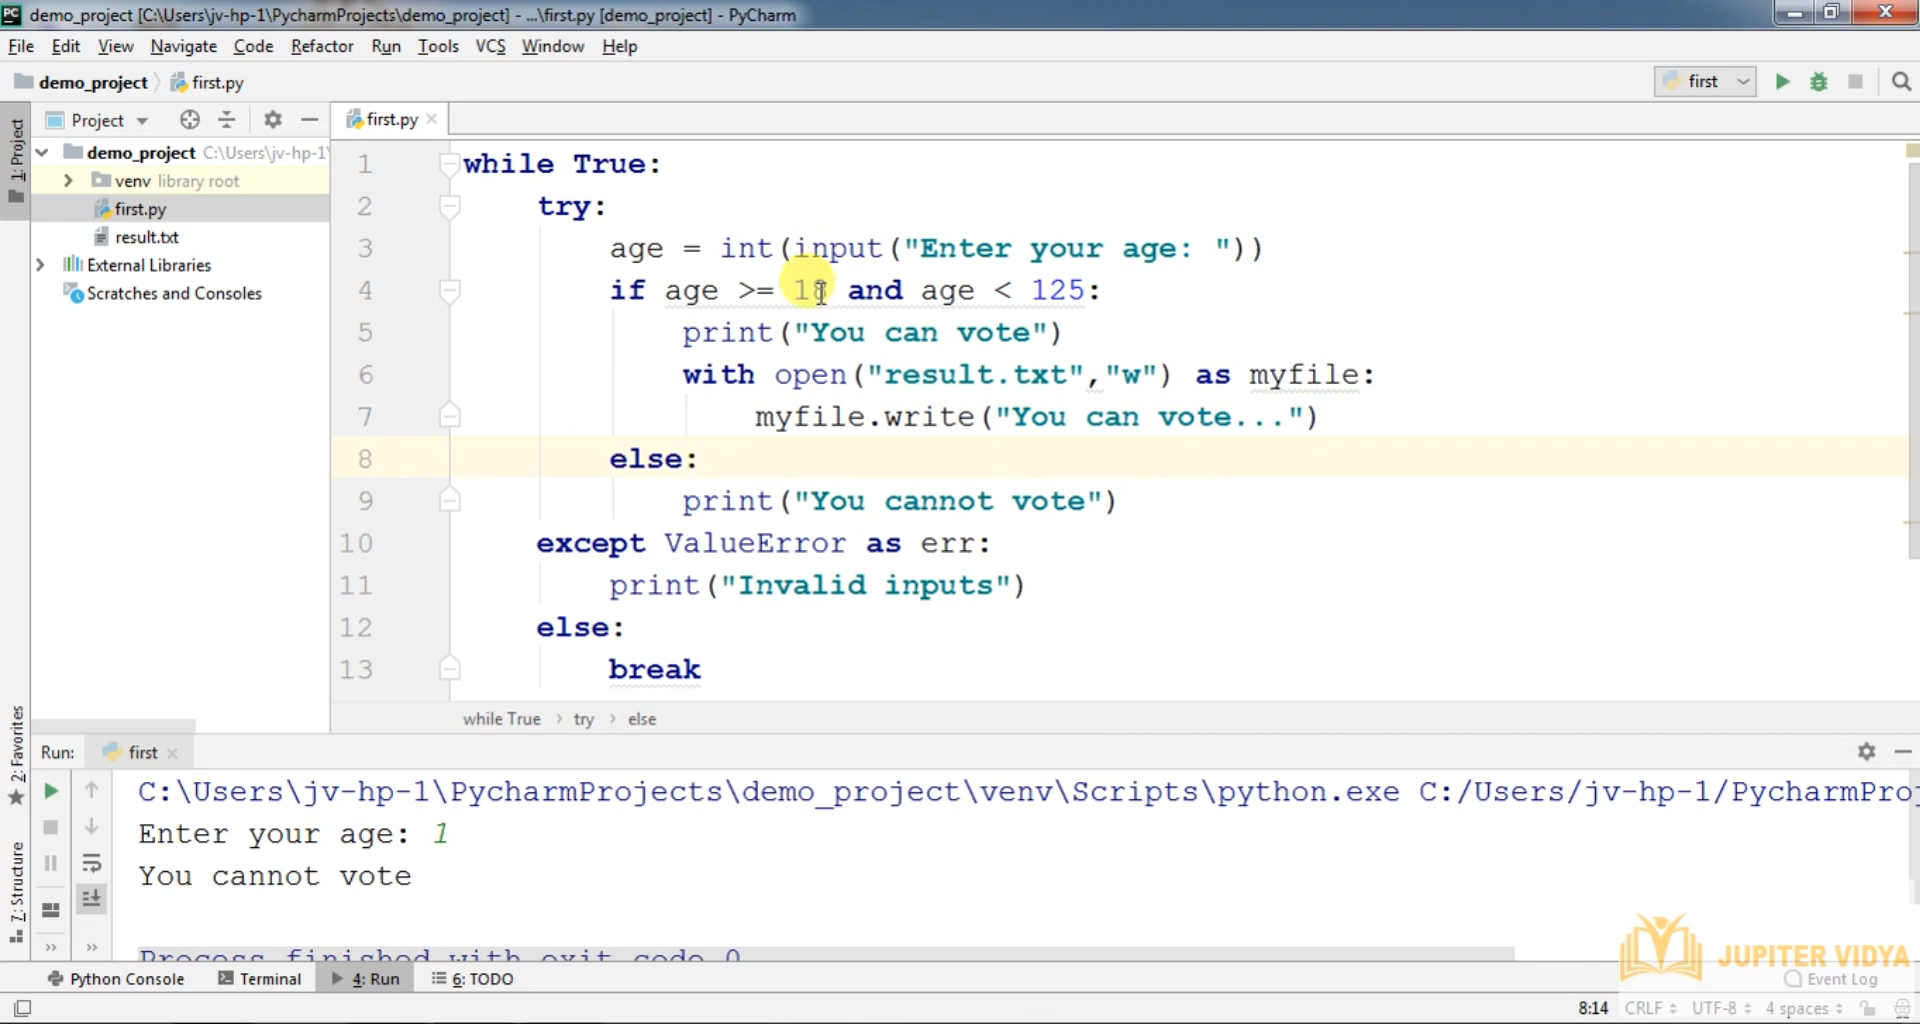 demo_project [C:\Users\jv-hp-1\PycharmProjects\demo_project] - ...\first.py [demo_project] - PyCharm
File Edit View Navigate Code Refactor Run Tools VCS Window Help
demo_project first.py first
Project first.py
1: Project
demo_project C:\Users\jv-hp-1\
venv library root
first.py
result.txt
External Libraries
Scratches and Consoles
1 while True:
2 try:
3 age = int(input("Enter your age: "))
4 if age >= 18 and age < 125:
5 print("You can vote")
6 with open("result.txt","w") as myfile:
7 myfile.write("You can vote...")
8 else:
9 print("You cannot vote")
10 except ValueError as err:
11 print("Invalid inputs")
12 else:
13 break
while True › try › else
2: Favorites
7: Structure
Run: first
C:\Users\jv-hp-1\PycharmProjects\demo_project\venv\Scripts\python.exe C:/Users/jv-hp-1/PycharmProj
Enter your age: 1
You cannot vote
Process finished with exit code 0
JUPITER VIDYA
Python Console Terminal 4: Run 6: TODO Event Log
8:14 CRLF UTF-8 4 spaces